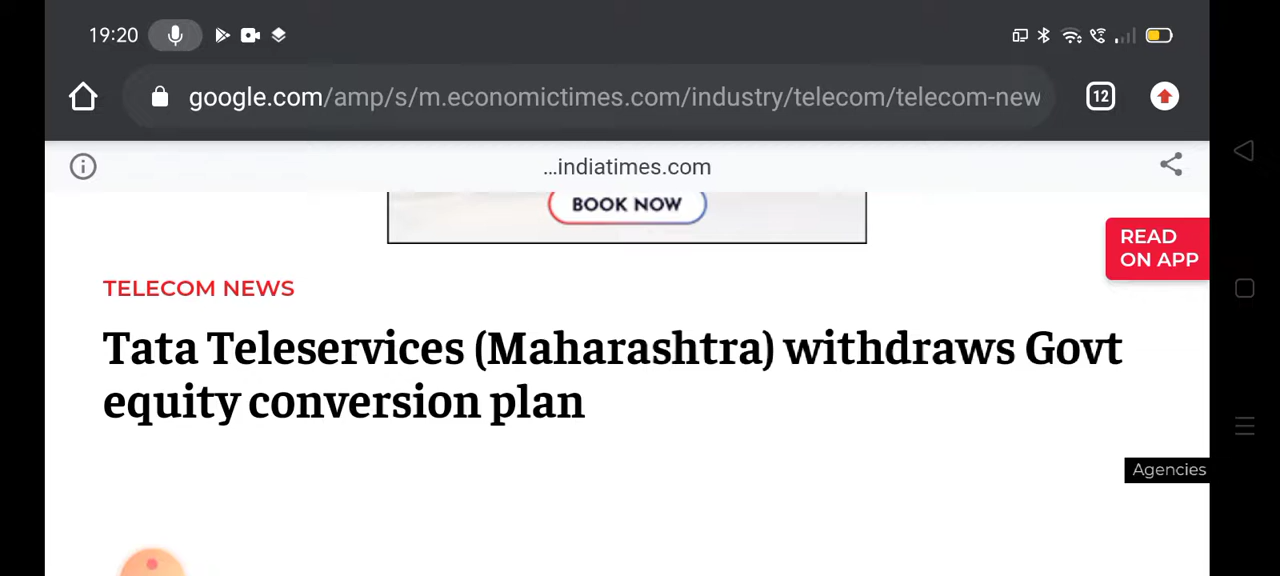 19:20
google.com/amp/s/m.economictimes.com/industry/telecom/telecom-new
12
...indiatimes.com
BOOK NOW
READ
ON APP
TELECOM NEWS
Tata Teleservices (Maharashtra) withdraws Govt
equity conversion plan
Agencies